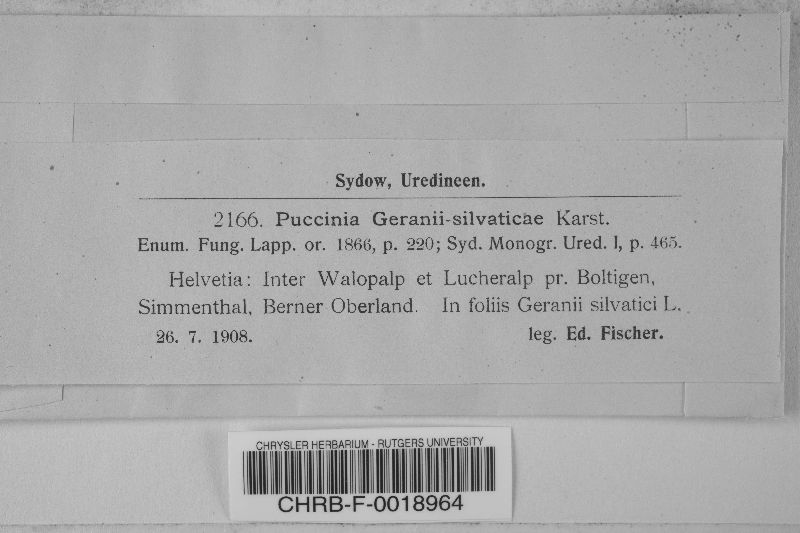 Sydow, Uredineen.
2166. Puccinia Geranii-silvaticae Karst.
Enum. Fung. Lapp. or. 1866, p. 220; Syd. Monogr. Ured. I, p. 465.
Helvetia: Inter Walopalp et Lucheralp pr. Boltigen,
Simmenthal, Berner Oberland. In foliis Geranii silvatici L.
26. 7. 1908. leg. Ed. Fischer.
CHRYSLER HERBARIUM - RUTGERS UNIVERSITY
CHRB-F-0018964